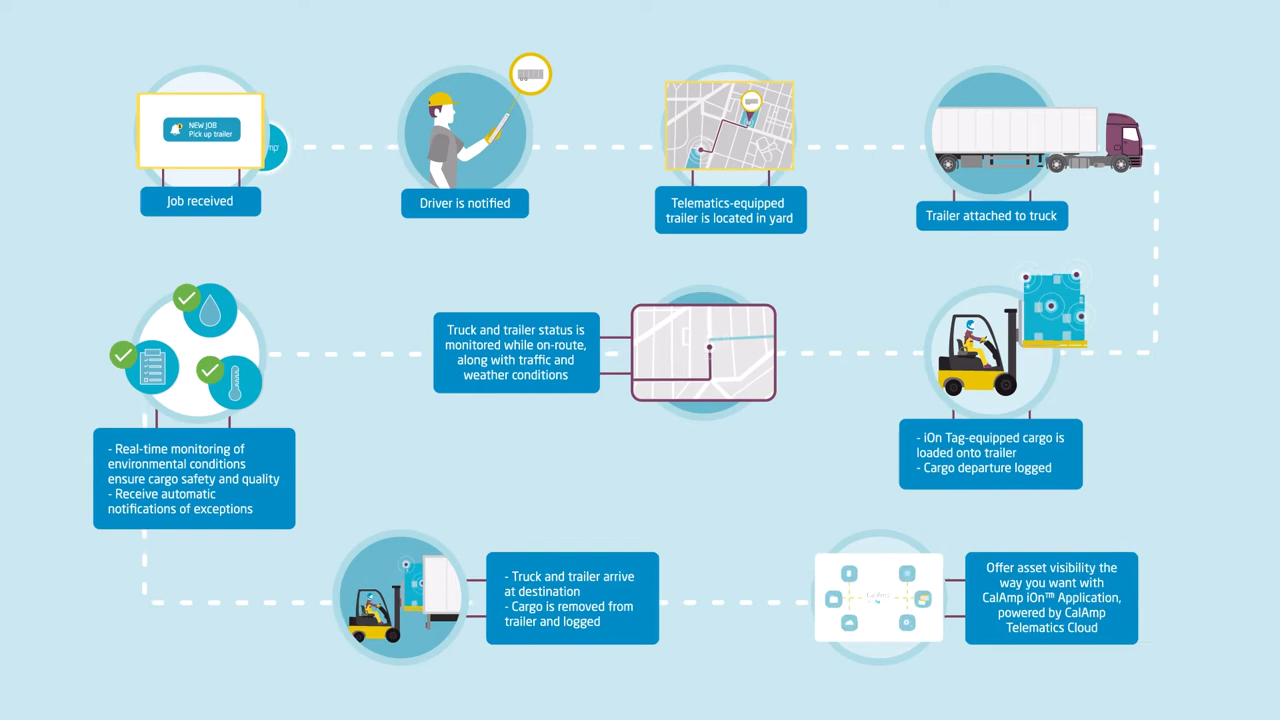 NEW JOB
Pick up trailer
Job received
Driver is notified
Telematics-equipped
trailer is located in yard
Trailer attached to truck
- iOn Tag-equipped cargo is
loaded onto trailer
- Cargo departure logged
Truck and trailer status is
monitored while on-route,
along with traffic and
weather conditions
- Real-time monitoring of
environmental conditions
ensure cargo safety and quality
- Receive automatic
notifications of exceptions
- Truck and trailer arrive
at destination
- Cargo is removed from
trailer and logged
Offer asset visibility the
way you want with
CalAmp iOn™ Application,
powered by CalAmp
Telematics Cloud